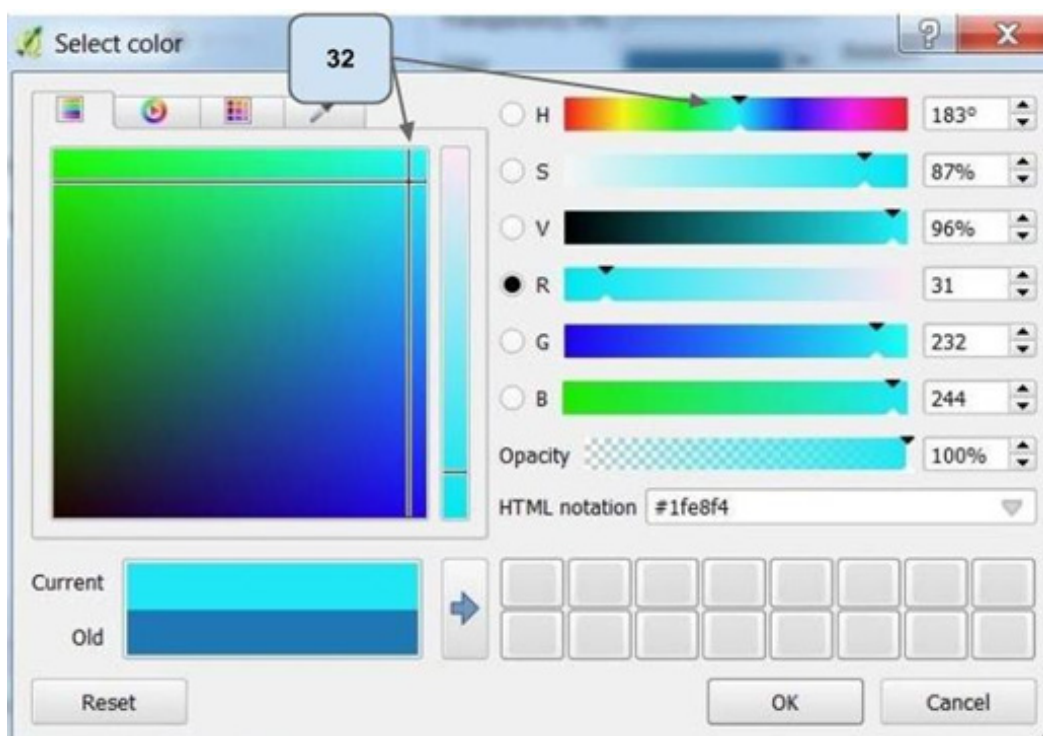 Select color
32
H 183°
S 87%
V 96%
R 31
G 232
B 244
Opacity 100%
HTML notation #1fe8f4
Current
Old
Reset OK Cancel